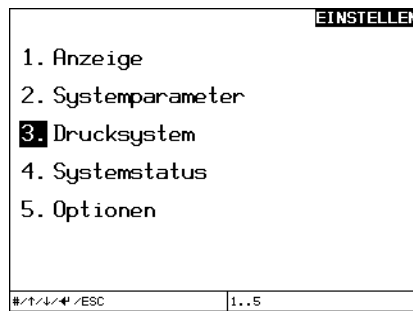 EINSTELLEN
1. Anzeige
2. Systemparameter
3. Drucksystem
4. Systemstatus
5. Optionen
#/↑/↓/↵/ESC 1..5